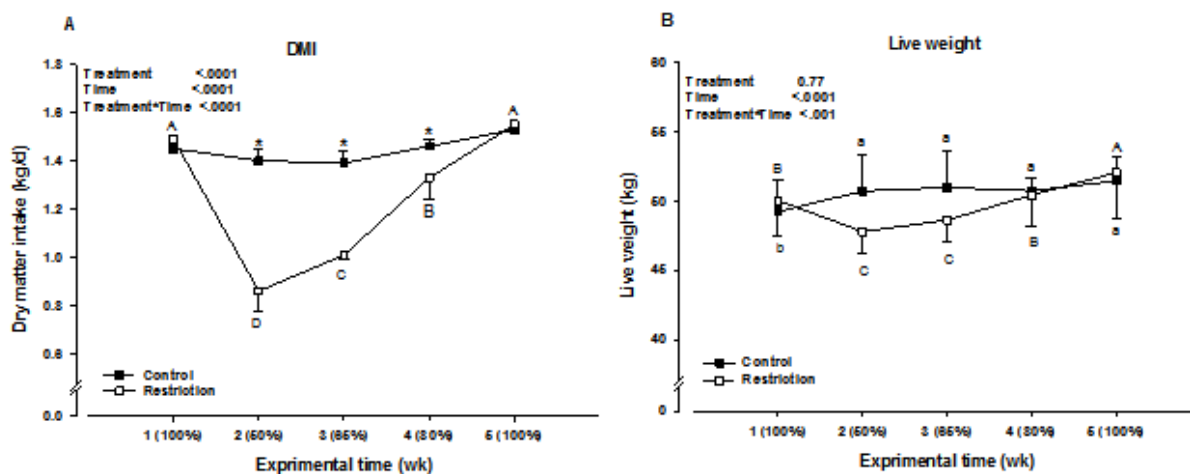 A
DMI
Treatment <.0001
Time <.0001
Treatment*Time <.0001
Dry matter intake (kg/d)
1.8
1.6
1.4
1.2
1.0
0.8
0.6
0.0
A
*
*
*
A
B
C
D
Control
Restriction
1 (100%)
2 (50%)
3 (65%)
4 (80%)
5 (100%)
Exprimental time (wk)
B
Live weight
Treatment 0.77
Time <.0001
Treatment*Time <.001
Live weight (kg)
60
55
50
45
40
0
B
a
a
a
A
b
C
C
B
a
Control
Restriction
1 (100%)
2 (50%)
3 (65%)
4 (80%)
5 (100%)
Exprimental time (wk)